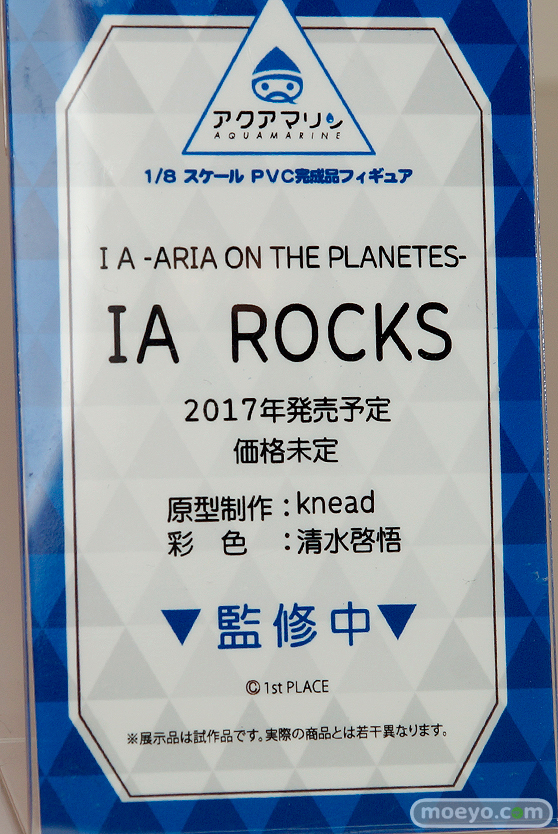 アクアマリン
AQUAMARINE
1/8 スケール PVC完成品フィギュア
IA -ARIA ON THE PLANETES-
IA ROCKS
2017年発売予定
価格未定
原型制作：knead
彩 色 ：清水啓悟
▼監修中▼
© 1st PLACE
※展示品は試作品です。実際の商品とは若干異なります。
moeyo.com